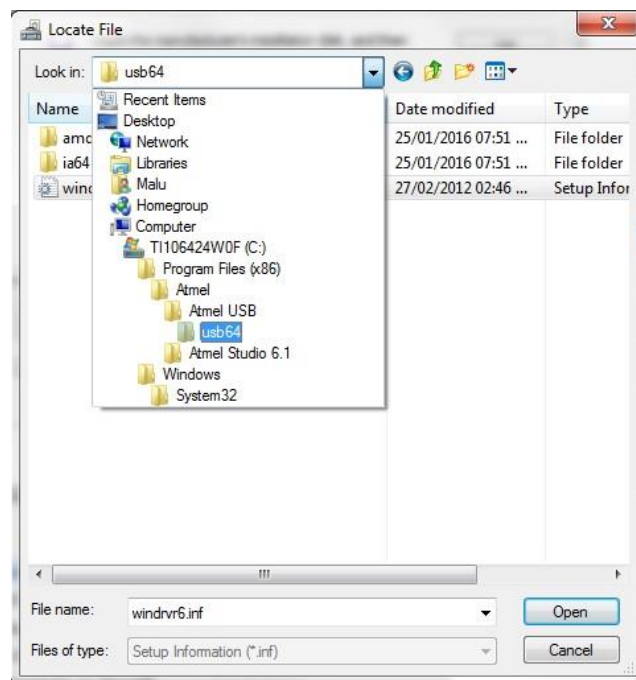 Locate File
Look in: usb64
Name Date modified Type
Recent Items
Desktop
amd 25/01/2016 07:51 ... File folder
Network
Libraries
ia64 25/01/2016 07:51 ... File folder
Malu
wind 27/02/2012 02:46 ... Setup Infor
Homegroup
Computer
TI106424W0F (C:)
Program Files (x86)
Atmel
Atmel USB
usb64
Atmel Studio 6.1
Windows
System32
File name: windrvr6.inf Open
Files of type: Setup Information (*.inf) Cancel